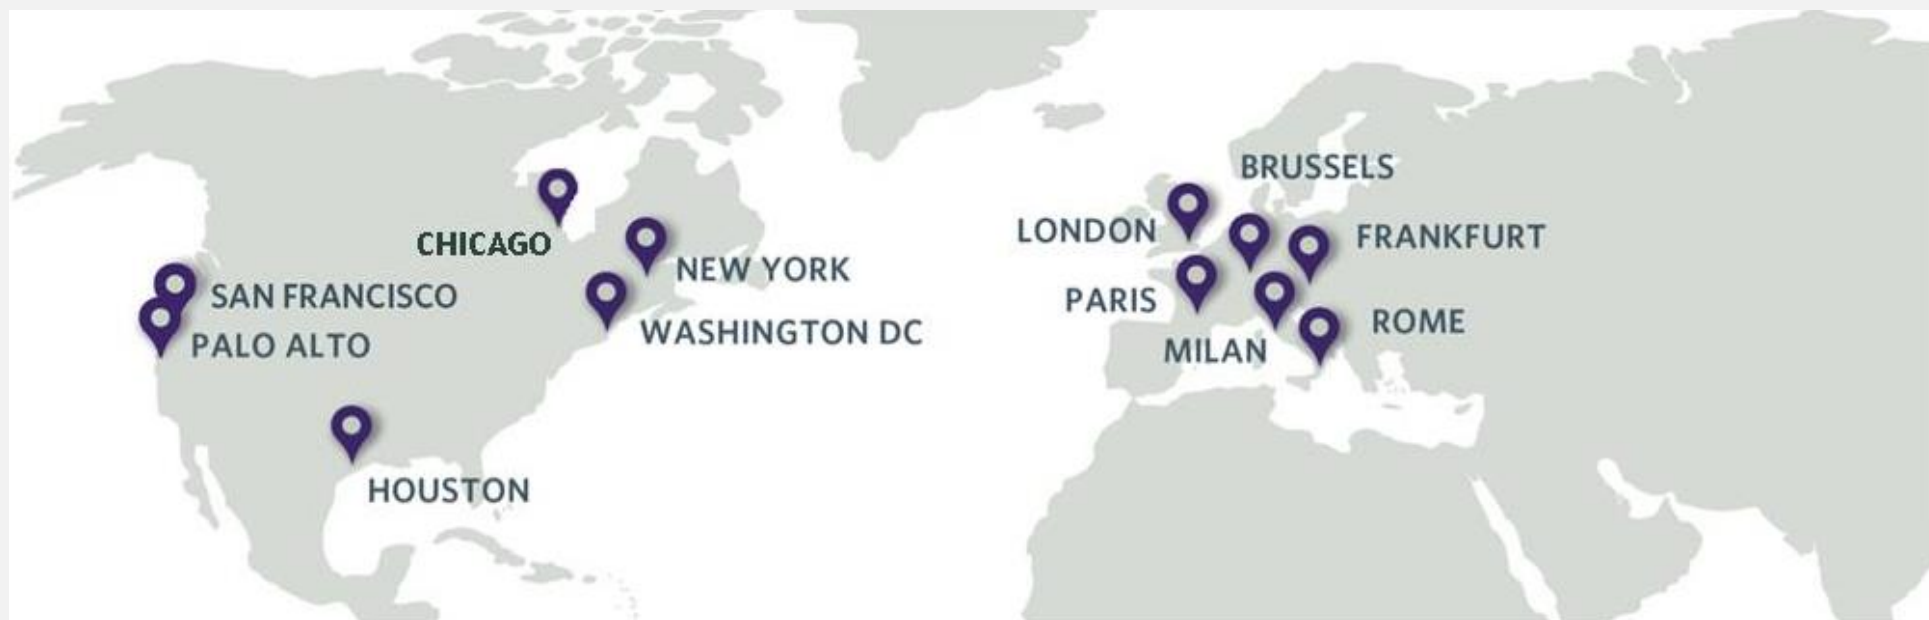 BRUSSELS
LONDON
FRANKFURT
CHICAGO
NEW YORK
SAN FRANCISCO
PARIS
ROME
WASHINGTON DC
PALO ALTO
MILAN
HOUSTON